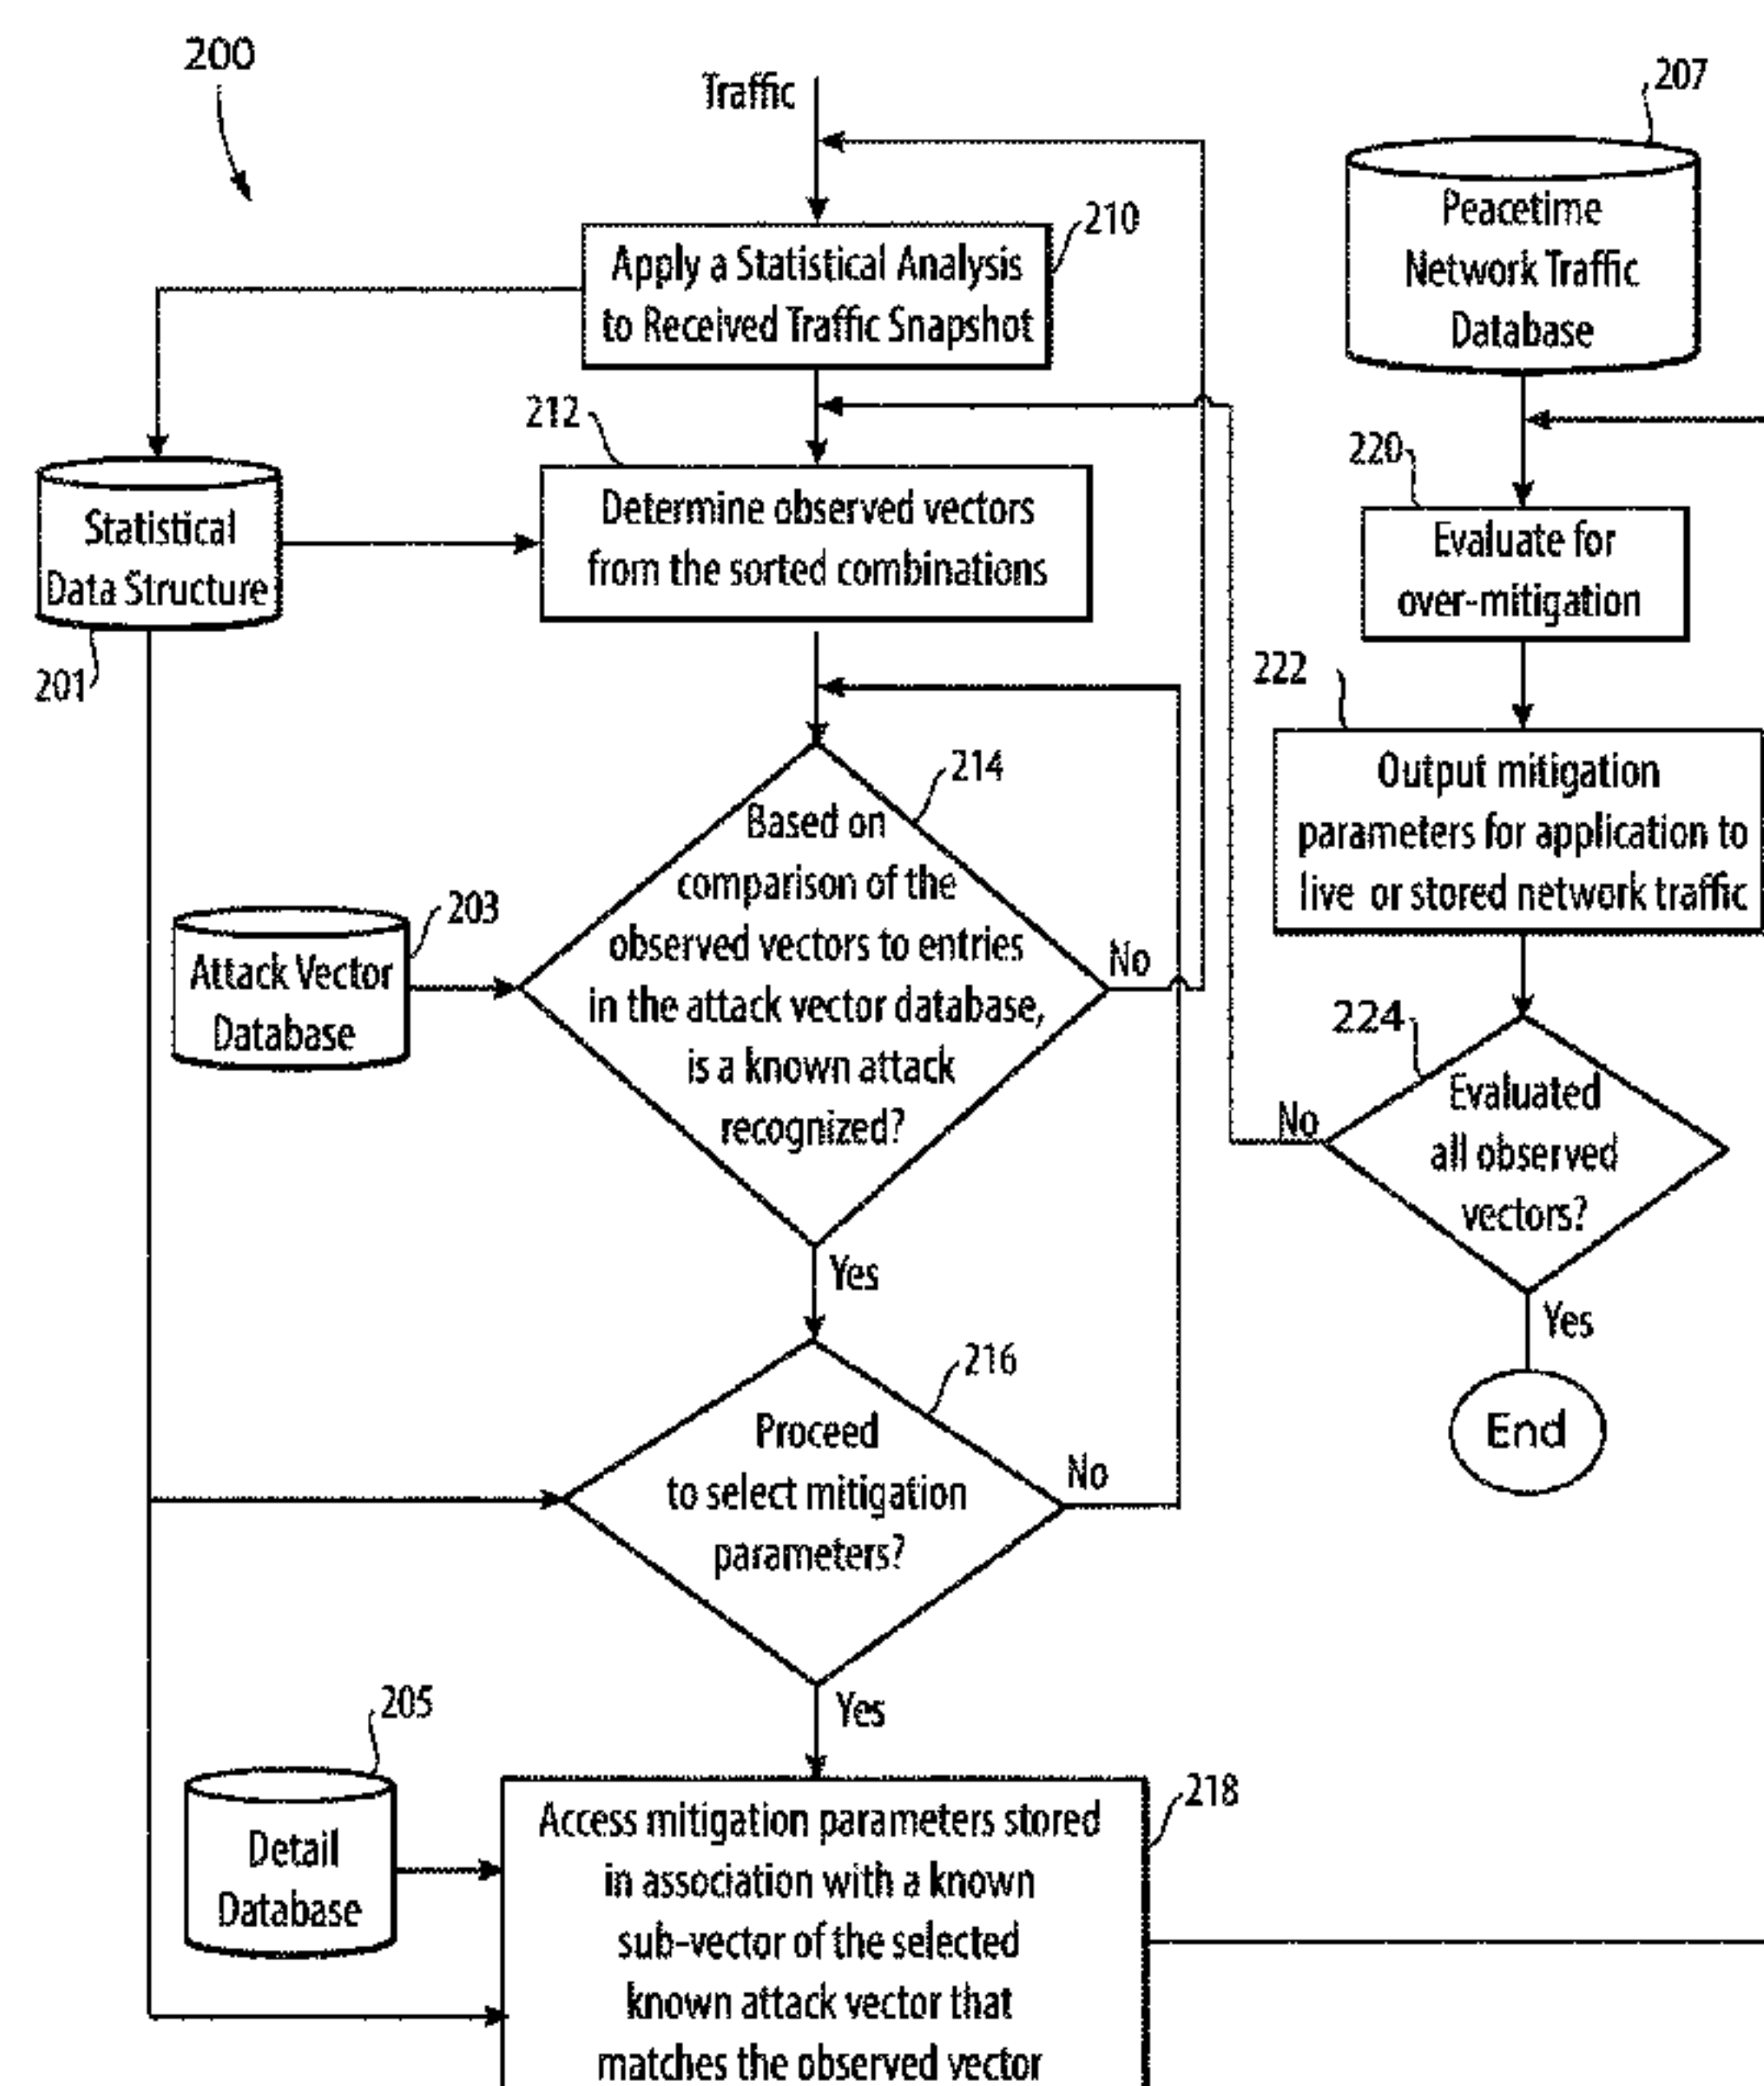 200
Traffic
210
Apply a Statistical Analysis
to Received Traffic Snapshot
212
Determine observed vectors
from the sorted combinations
Statistical
Data Structure
201
214
Based on
comparison of the
observed vectors to entries
in the attack vector database,
is a known attack
recognized?
No
Yes
203
Attack Vector
Database
216
Proceed
to select mitigation
parameters?
No
Yes
205
Detail
Database
218
Access mitigation parameters stored
in association with a known
sub-vector of the selected
known attack vector that
matches the observed vector
207
Peacetime
Network Traffic
Database
220
Evaluate for
over-mitigation
222
Output mitigation
parameters for application to
live or stored network traffic
224
Evaluated
all observed
vectors?
No
Yes
End